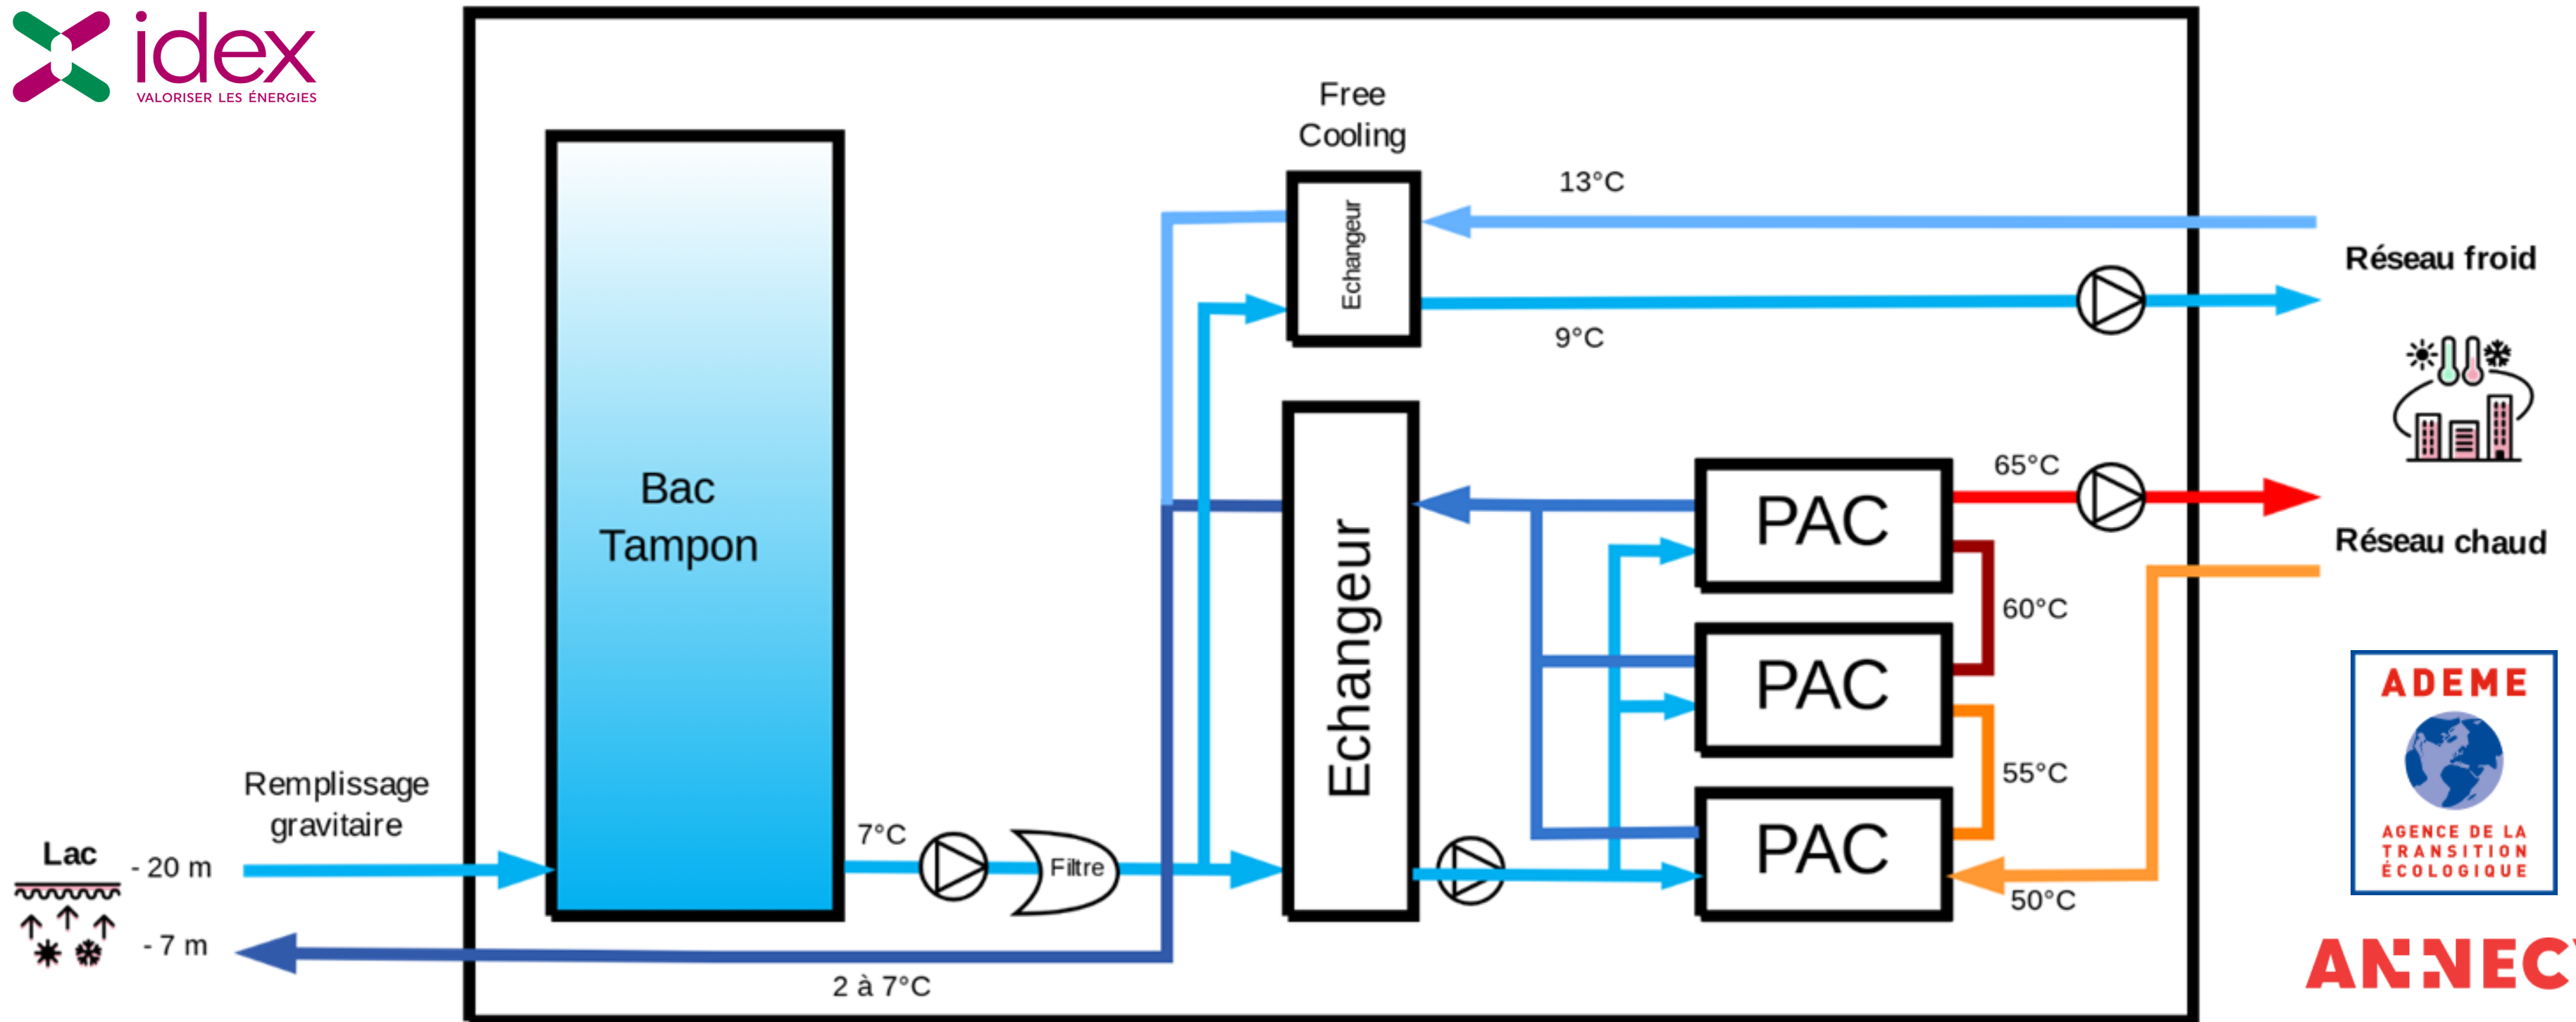 idex
VALORISER LES ÉNERGIES
Free
Cooling
Echangeur
13°C
9°C
Réseau froid
Bac
Tampon
Echangeur
PAC
PAC
PAC
65°C
60°C
55°C
50°C
Réseau chaud
Remplissage
gravitaire
Lac
- 20 m
- 7 m
7°C
Filtre
2 à 7°C
ADEME
AGENCE DE LA
TRANSITION
ÉCOLOGIQUE
ANNECY